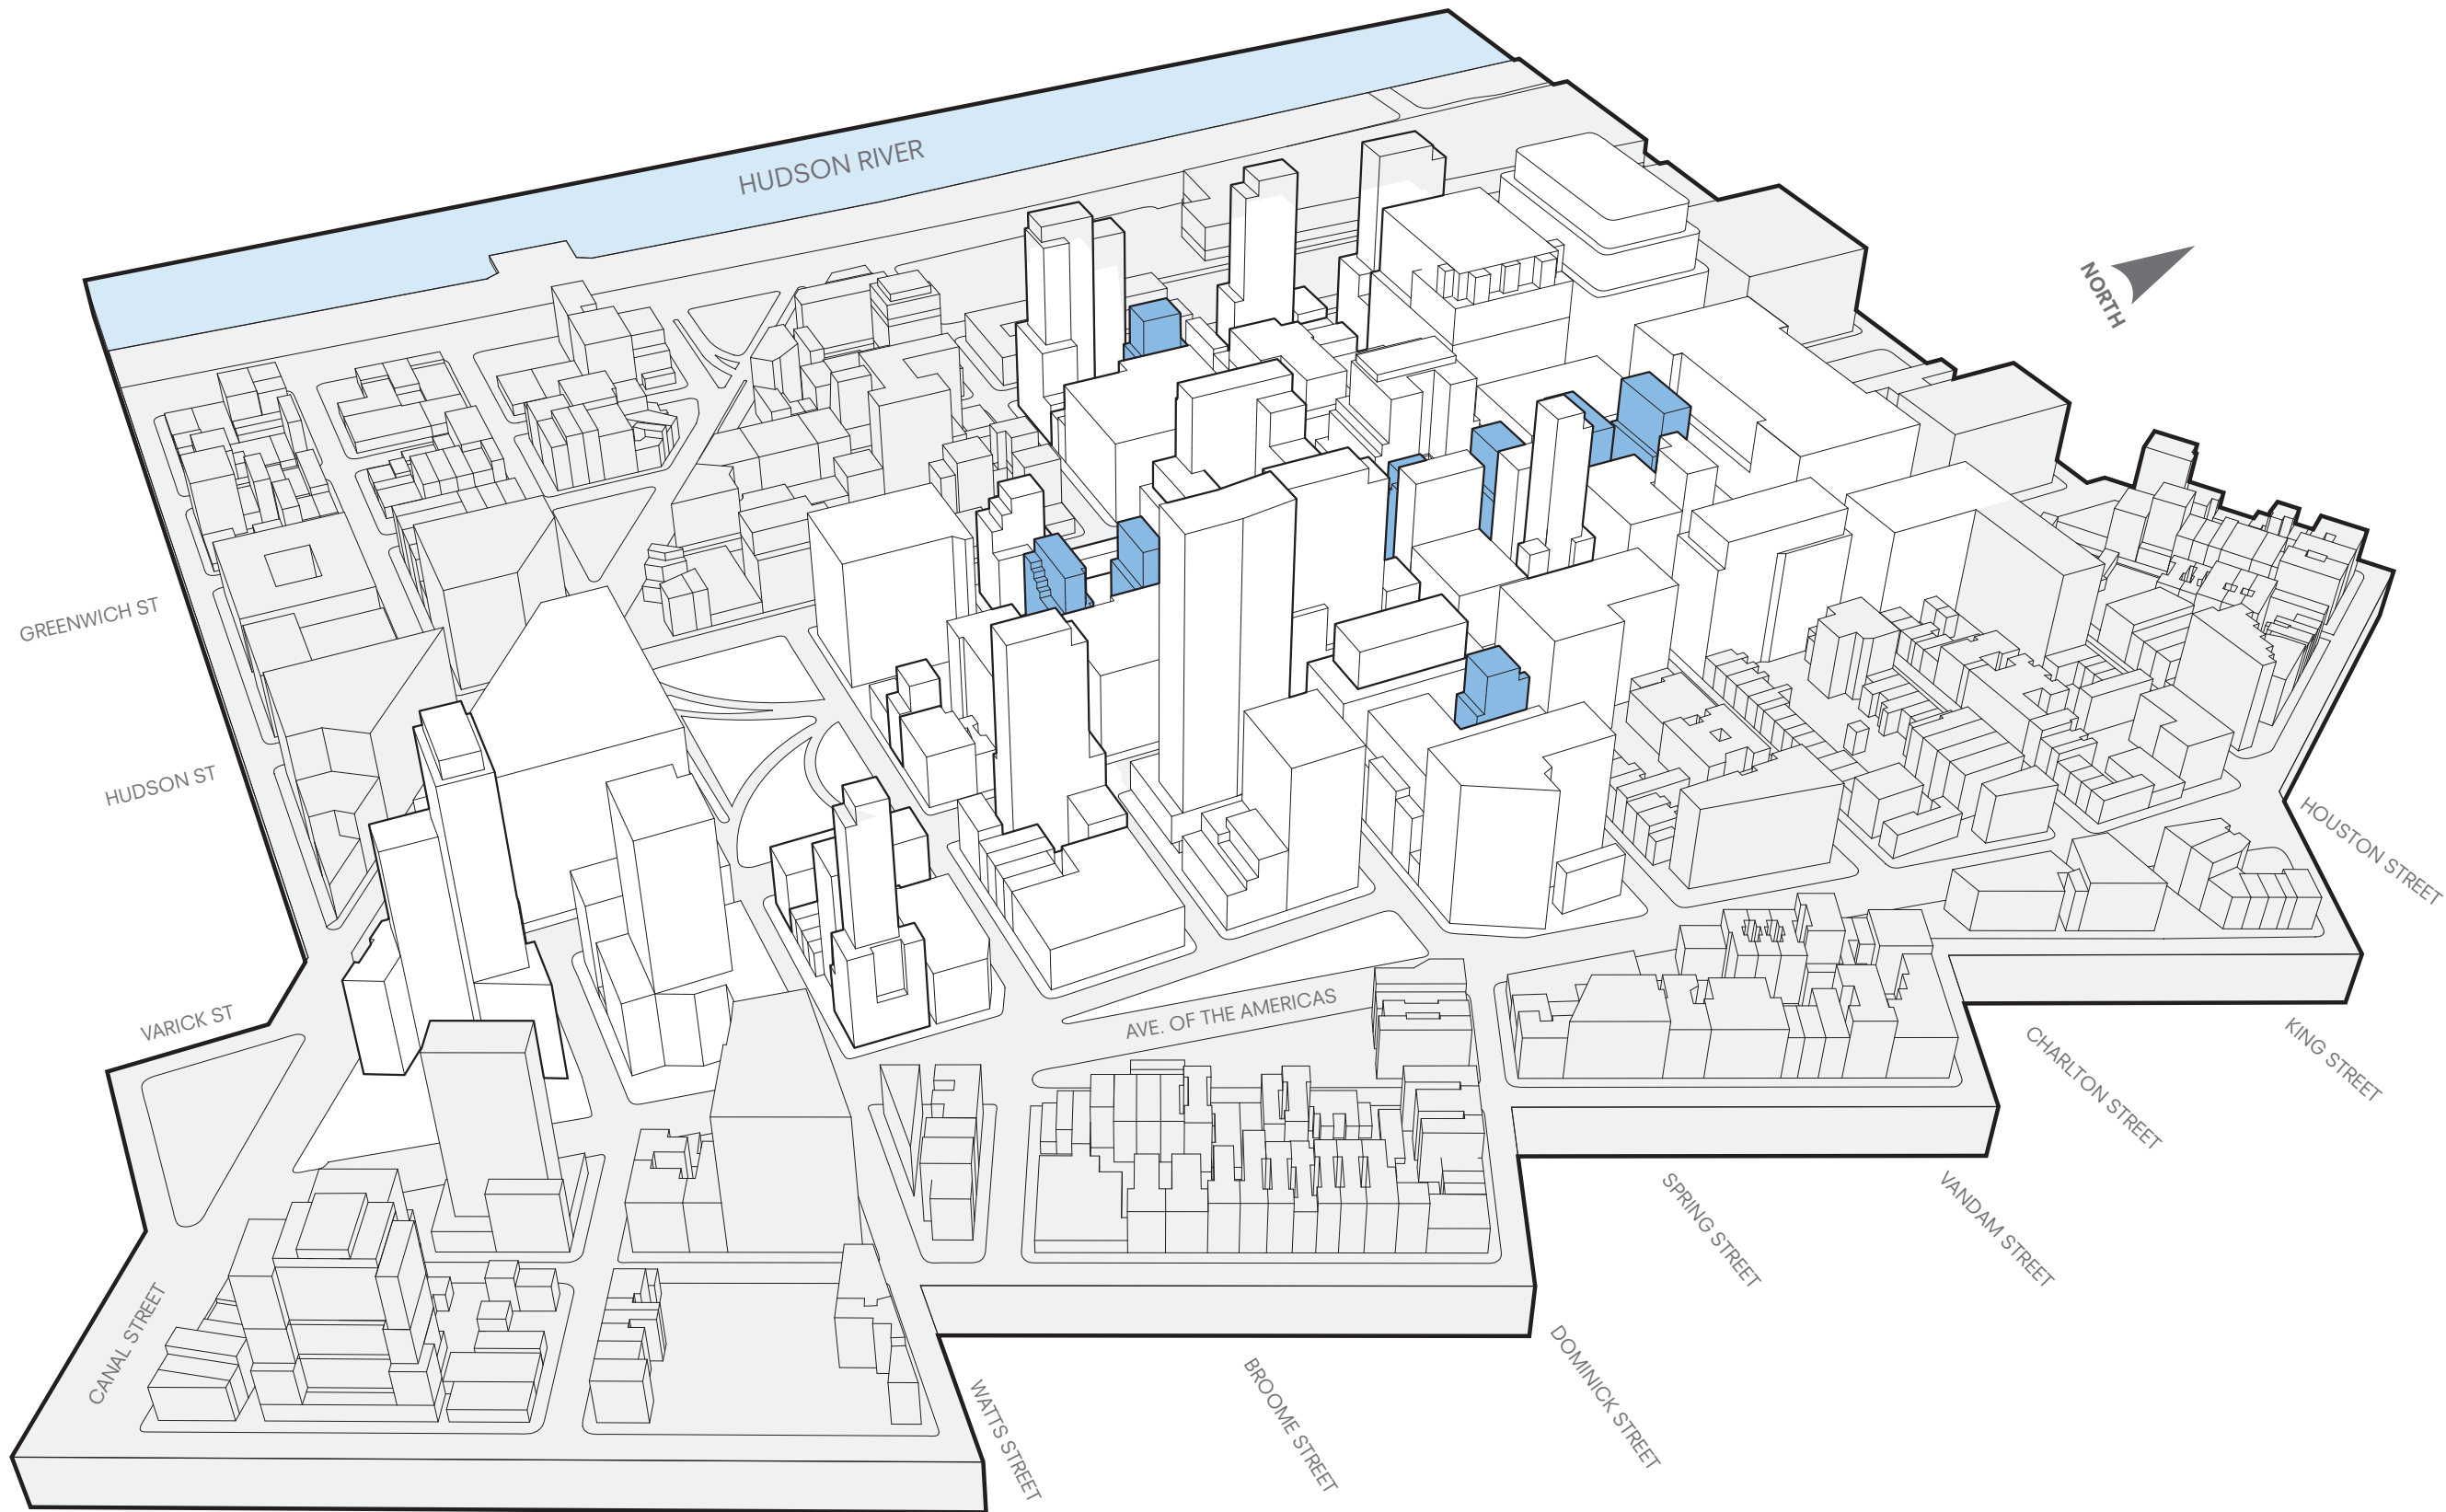 HUDSON RIVER
NORTH
GREENWICH ST
HUDSON ST
HOUSTON STREET
VARICK ST
AVE. OF THE AMERICAS
KING STREET
CHARLTON STREET
VANDAM STREET
SPRING STREET
CANAL STREET
DOMINICK STREET
BROOME STREET
WATTS STREET